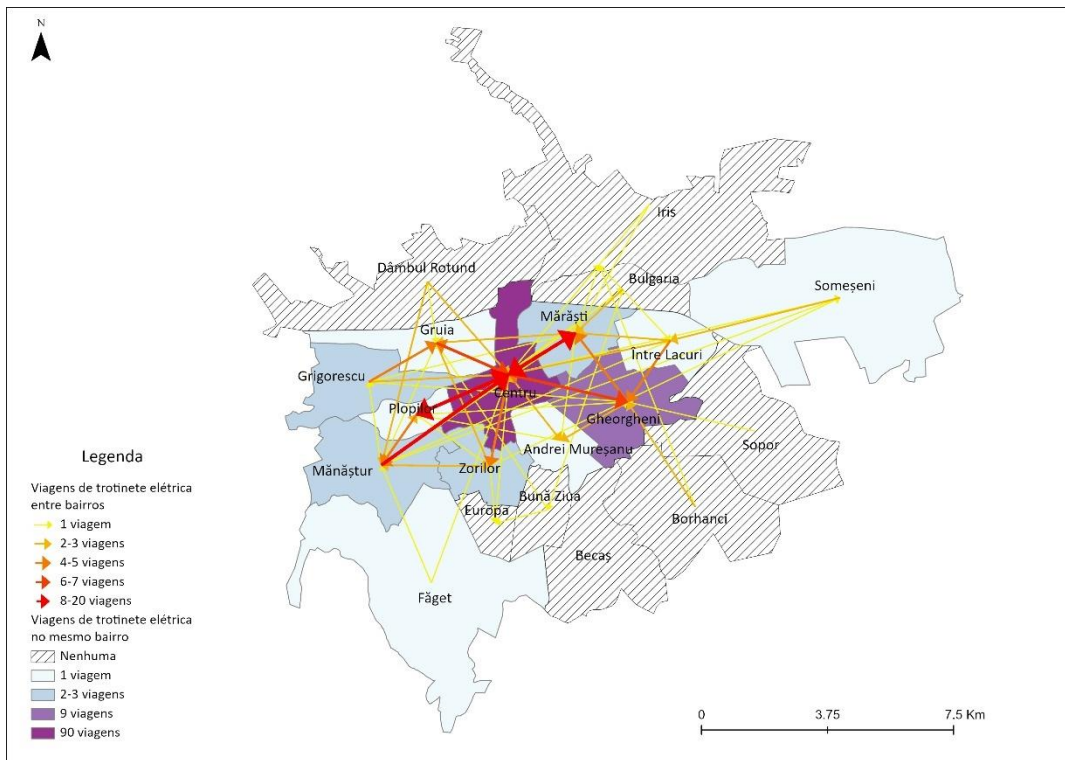 N
Iris
Dâmbul Rotund
Bulgaria
Someșeni
Mărăști
Gruia
Între Lacuri
Grigorescu
Centru
Plopilor
Gheorgheni
Andrei Mureșanu
Sopor
Mănăștur
Zorilor
Bună Ziua
Europa
Borhanci
Becaș
Făget
Legenda
Viagens de trotinete elétrica
entre bairros
1 viagem
2-3 viagens
4-5 viagens
6-7 viagens
8-20 viagens
Viagens de trotinete elétrica
no mesmo bairro
Nenhuma
1 viagem
2-3 viagens
9 viagens
90 viagens
0 3.75 7.5 Km